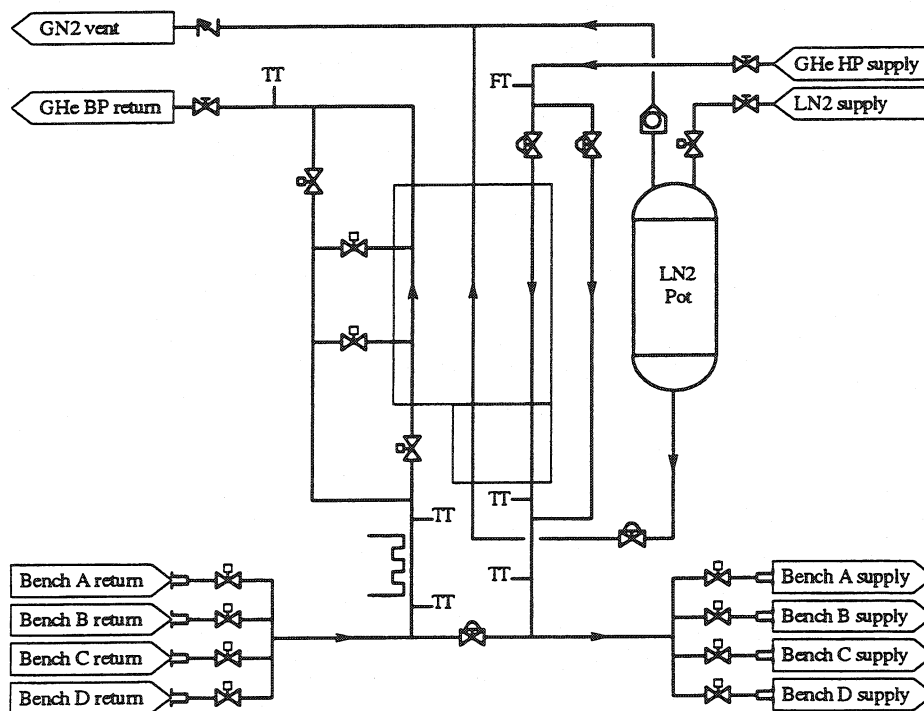 GN2 vent
TT
FT
GHe HP supply
GHe BP return
LN2 supply
LN2
Pot
TT
TT
TT
TT
Bench A return
Bench A supply
Bench B return
Bench B supply
Bench C return
Bench C supply
Bench D return
Bench D supply